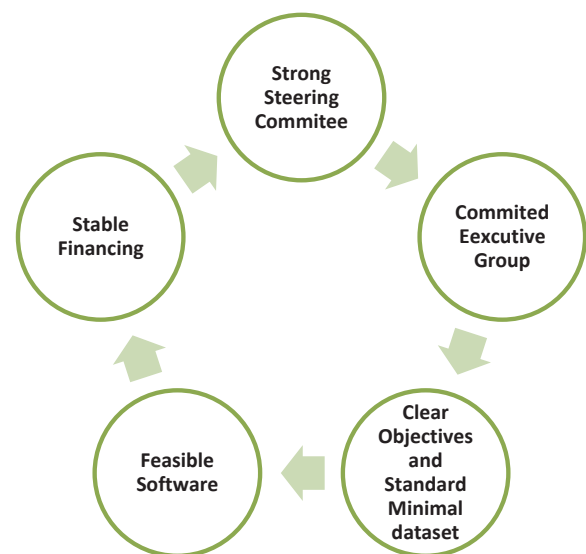 Strong
Steering
Commitee
Commited
Eexcutive
Group
Clear
Objectives
and
Standard
Minimal
dataset
Feasible
Software
Stable
Financing